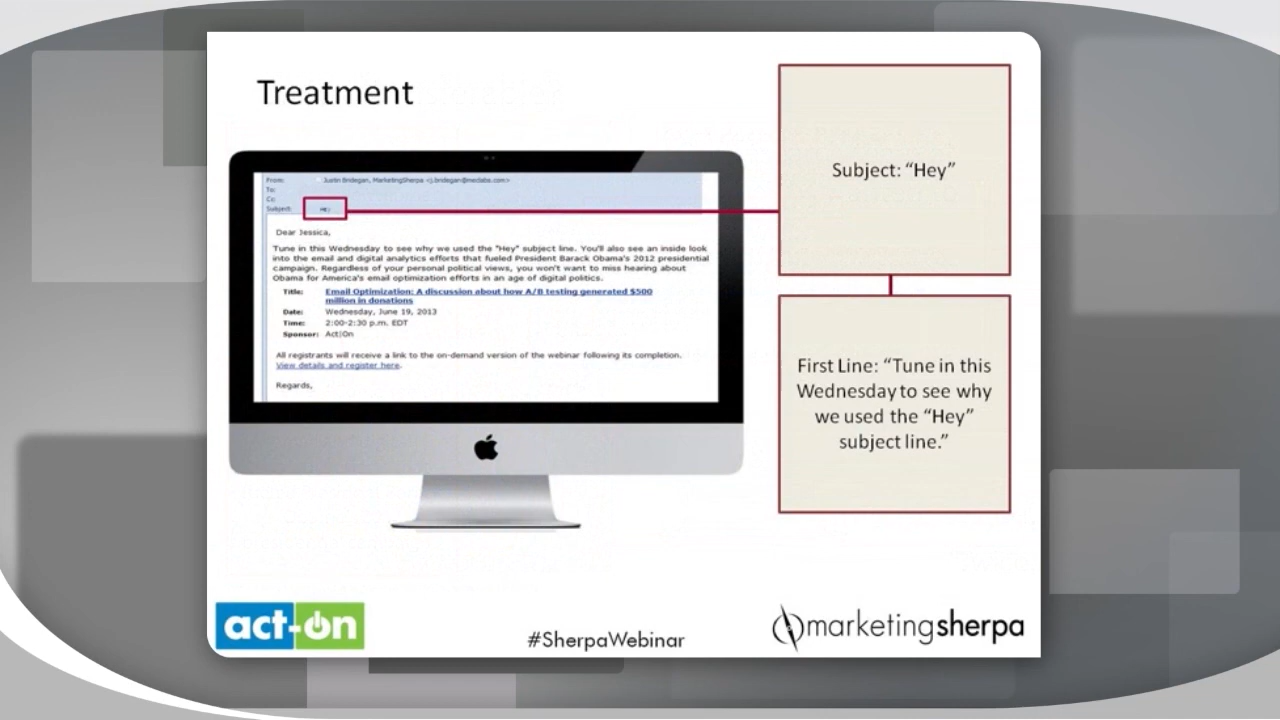 Treatment
From: Justin Bridegan, MarketingSherpa <j.bridegan@meclabs.com>
To:
Cc:
Subject: Hey
Dear Jessica,
Tune in this Wednesday to see why we used the "Hey" subject line. You'll also see an inside look
into the email and digital analytics efforts that fueled President Barack Obama's 2012 presidential
campaign. Regardless of your personal political views, you won't want to miss hearing about
Obama for America's email optimization efforts in an age of digital politics.
Title: Email Optimization: A discussion about how A/B testing generated $500
million in donations
Date: Wednesday, June 19, 2013
Time: 2:00-2:30 p.m. EDT
Sponsor: Act|On
All registrants will receive a link to the on-demand version of the webinar following its completion.
View details and register here.
Regards,
Subject: “Hey”
First Line: “Tune in this
Wednesday to see why
we used the “Hey”
subject line.”
act-on
#SherpaWebinar
marketingsherpa